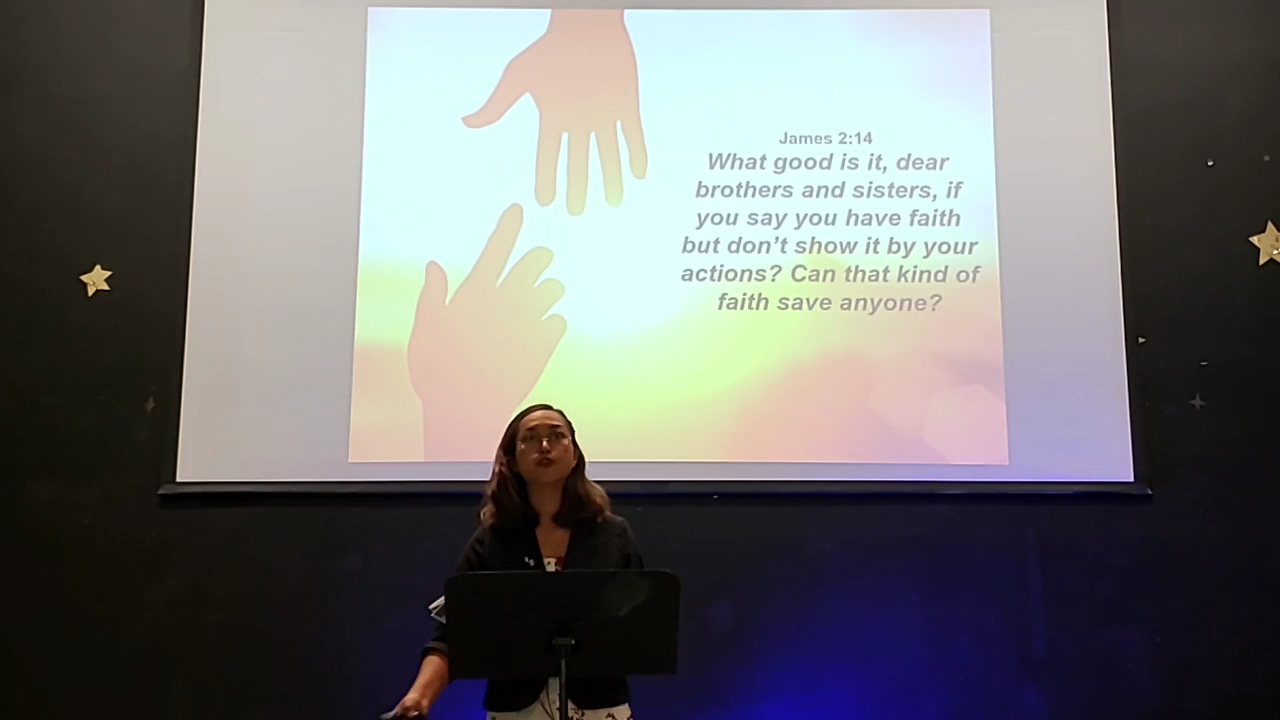 James 2:14
What good is it, dear
brothers and sisters, if
you say you have faith
but don't show it by your
actions? Can that kind of
faith save anyone?